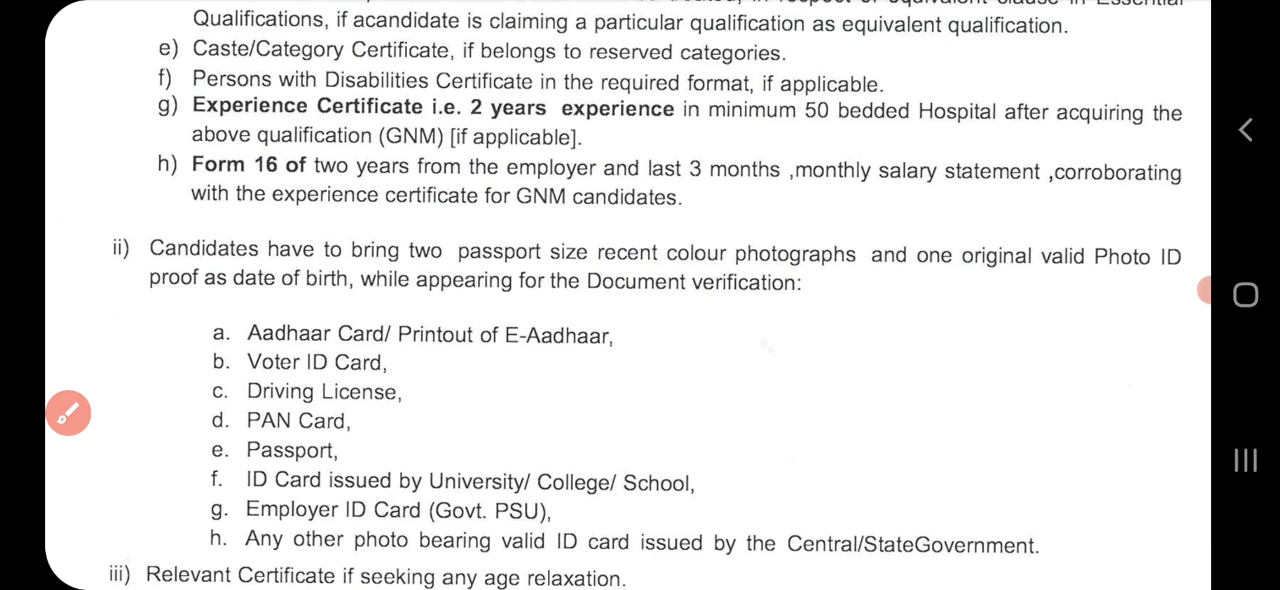 Qualifications, if acandidate is claiming a particular qualification as equivalent qualification.
e) Caste/Category Certificate, if belongs to reserved categories.
f) Persons with Disabilities Certificate in the required format, if applicable.
g) Experience Certificate i.e. 2 years experience in minimum 50 bedded Hospital after acquiring the
above qualification (GNM) [if applicable].
h) Form 16 of two years from the employer and last 3 months ,monthly salary statement ,corroborating
with the experience certificate for GNM candidates.
ii) Candidates have to bring two passport size recent colour photographs and one original valid Photo ID
proof as date of birth, while appearing for the Document verification:
a. Aadhaar Card/ Printout of E-Aadhaar,
b. Voter ID Card,
c. Driving License,
d. PAN Card,
e. Passport,
f. ID Card issued by University/ College/ School,
g. Employer ID Card (Govt. PSU),
h. Any other photo bearing valid ID card issued by the Central/StateGovernment.
iii) Relevant Certificate if seeking any age relaxation.